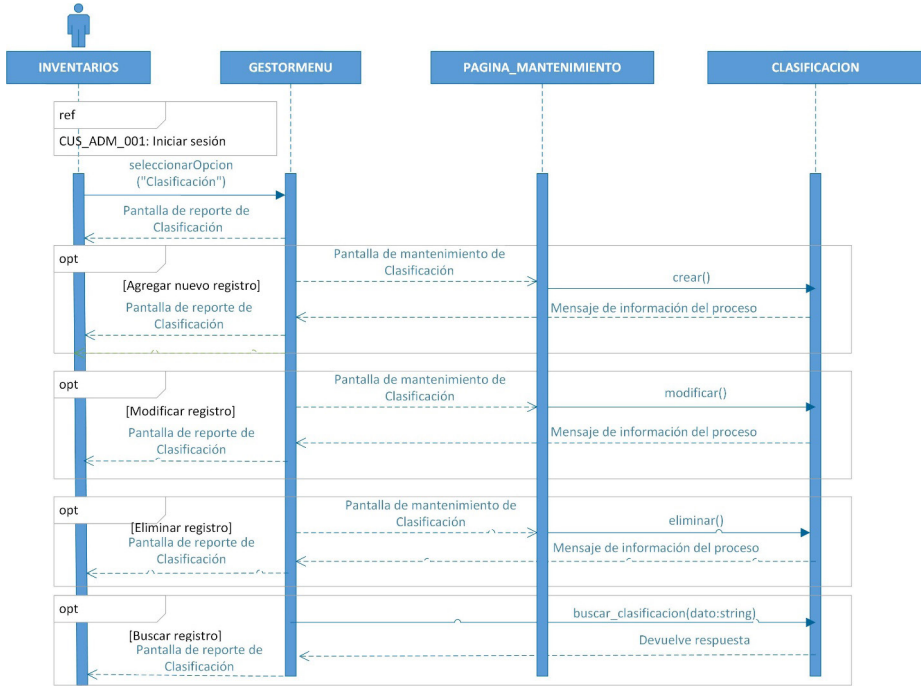 INVENTARIOS
GESTORMENU
PAGINA_MANTENIMIENTO
CLASIFICACION
ref
CUS_ADM_001: Iniciar sesión
seleccionarOpcion
("Clasificación")
Pantalla de reporte de
Clasificación
opt
[Agregar nuevo registro]
Pantalla de mantenimiento de
Clasificación
crear()
Mensaje de información del proceso
Pantalla de reporte de
Clasificación
opt
[Modificar registro]
Pantalla de mantenimiento de
Clasificación
modificar()
Mensaje de información del proceso
Pantalla de reporte de
Clasificación
opt
[Eliminar registro]
Pantalla de mantenimiento de
Clasificación
eliminar()
Mensaje de información del proceso
Pantalla de reporte de
Clasificación
opt
[Buscar registro]
buscar_clasificacion(dato:string)
Devuelve respuesta
Pantalla de reporte de
Clasificación